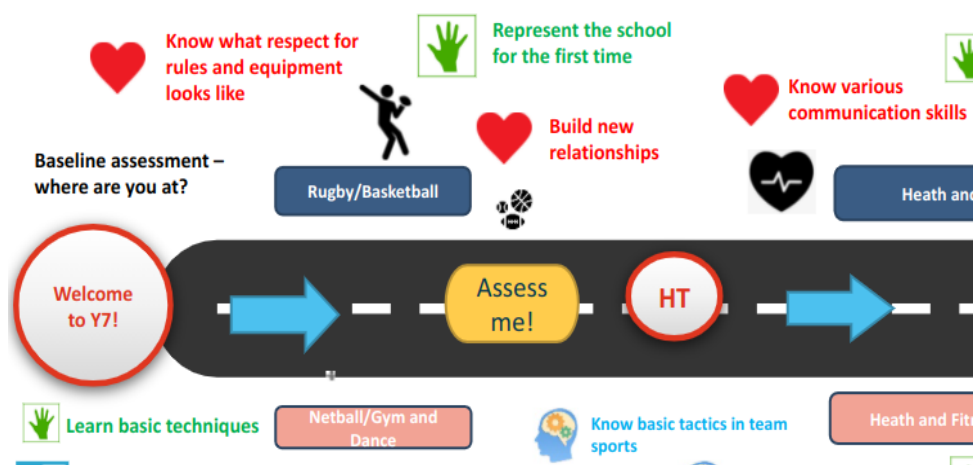 Know what respect for
rules and equipment
looks like
Represent the school
for the first time
Know various
communication skills
Build new
relationships
Baseline assessment –
where are you at?
Rugby/Basketball
Heath and
Welcome
to Y7!
Assess
me!
HT
Learn basic techniques
Netball/Gym and
Dance
Know basic tactics in team
sports
Heath and